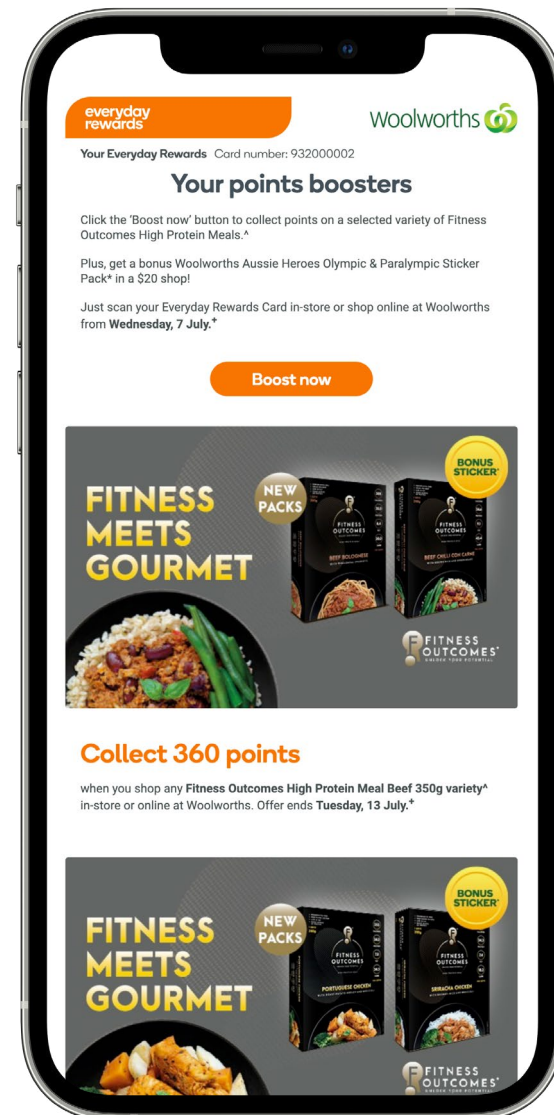 everyday
rewards
Woolworths
Your Everyday Rewards Card number: 932000002
Your points boosters
Click the 'Boost now' button to collect points on a selected variety of Fitness
Outcomes High Protein Meals.^
Plus, get a bonus Woolworths Aussie Heroes Olympic & Paralympic Sticker
Pack* in a $20 shop!
Just scan your Everyday Rewards Card in-store or shop online at Woolworths
from Wednesday, 7 July.+
Boost now
BONUS
STICKER*
FITNESS
MEETS
GOURMET
NEW
PACKS
FITNESS
OUTCOMES
BEEF BOLOGNESE
FITNESS
OUTCOMES
BEEF CHILLI CON CARNE
FITNESS
OUTCOMES*
UNLOCK YOUR POTENTIAL
Collect 360 points
when you shop any Fitness Outcomes High Protein Meal Beef 350g variety^
in-store or online at Woolworths. Offer ends Tuesday, 13 July.+
BONUS
STICKER*
FITNESS
MEETS
GOURMET
NEW
PACKS
FITNESS
OUTCOMES
PORTUGUESE CHICKEN
FITNESS
OUTCOMES
SRIRACHA CHICKEN
FITNESS
OUTCOMES*